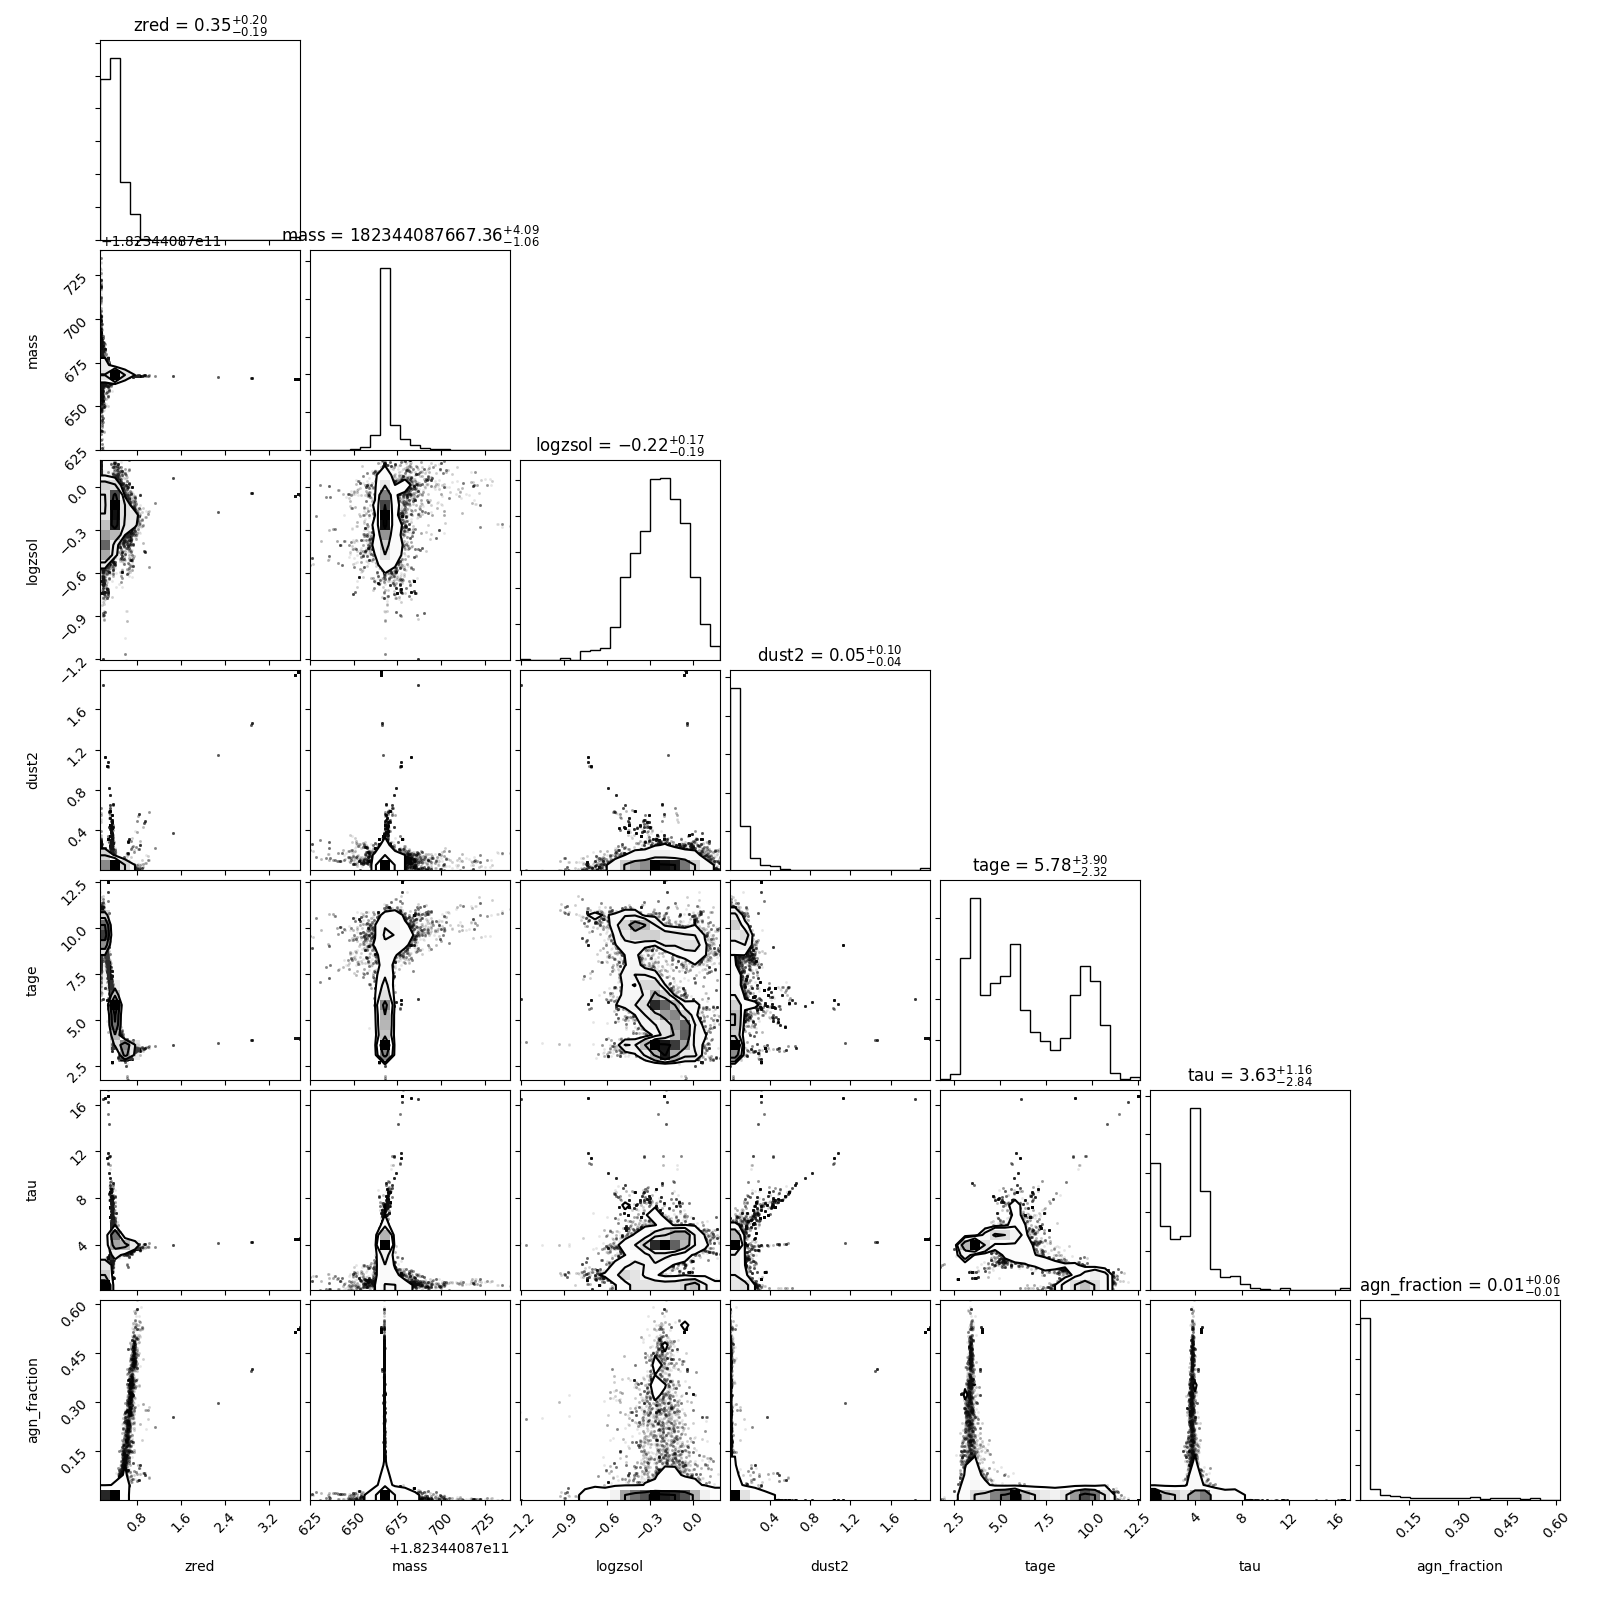 zred = 0.35+0.20−0.19
+1.82344087e11
mass = 182344087667.36+4.09−1.06
mass
725
700
675
650
625
logzsol = −0.22+0.17−0.19
logzsol
0.0
−0.3
−0.6
−0.9
−1.2
dust2 = 0.05+0.10−0.04
dust2
1.6
1.2
0.8
0.4
tage = 5.78+3.90−2.32
tage
12.5
10.0
7.5
5.0
2.5
tau = 3.63+1.16−2.84
tau
16
12
8
4
agn_fraction = 0.01+0.06−0.01
agn_fraction
0.60
0.45
0.30
0.15
0.8 1.6 2.4 3.2 625 650 675 700 725 −1.2 −0.9 −0.6 −0.3 0.0 0.4 0.8 1.2 1.6 2.5 5.0 7.5 10.0 12.5 4 8 12 16 0.15 0.30 0.45 0.60
+1.82344087e11
zred mass logzsol dust2 tage tau agn_fraction